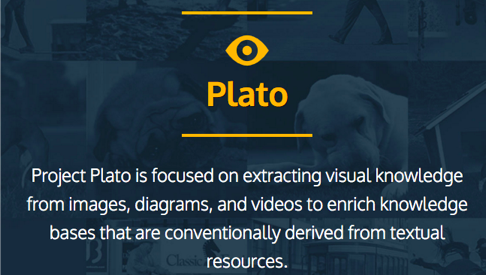 Plato
Project Plato is focused on extracting visual knowledge
from images, diagrams, and videos to enrich knowledge
bases that are conventionally derived from textual
resources.
Classic